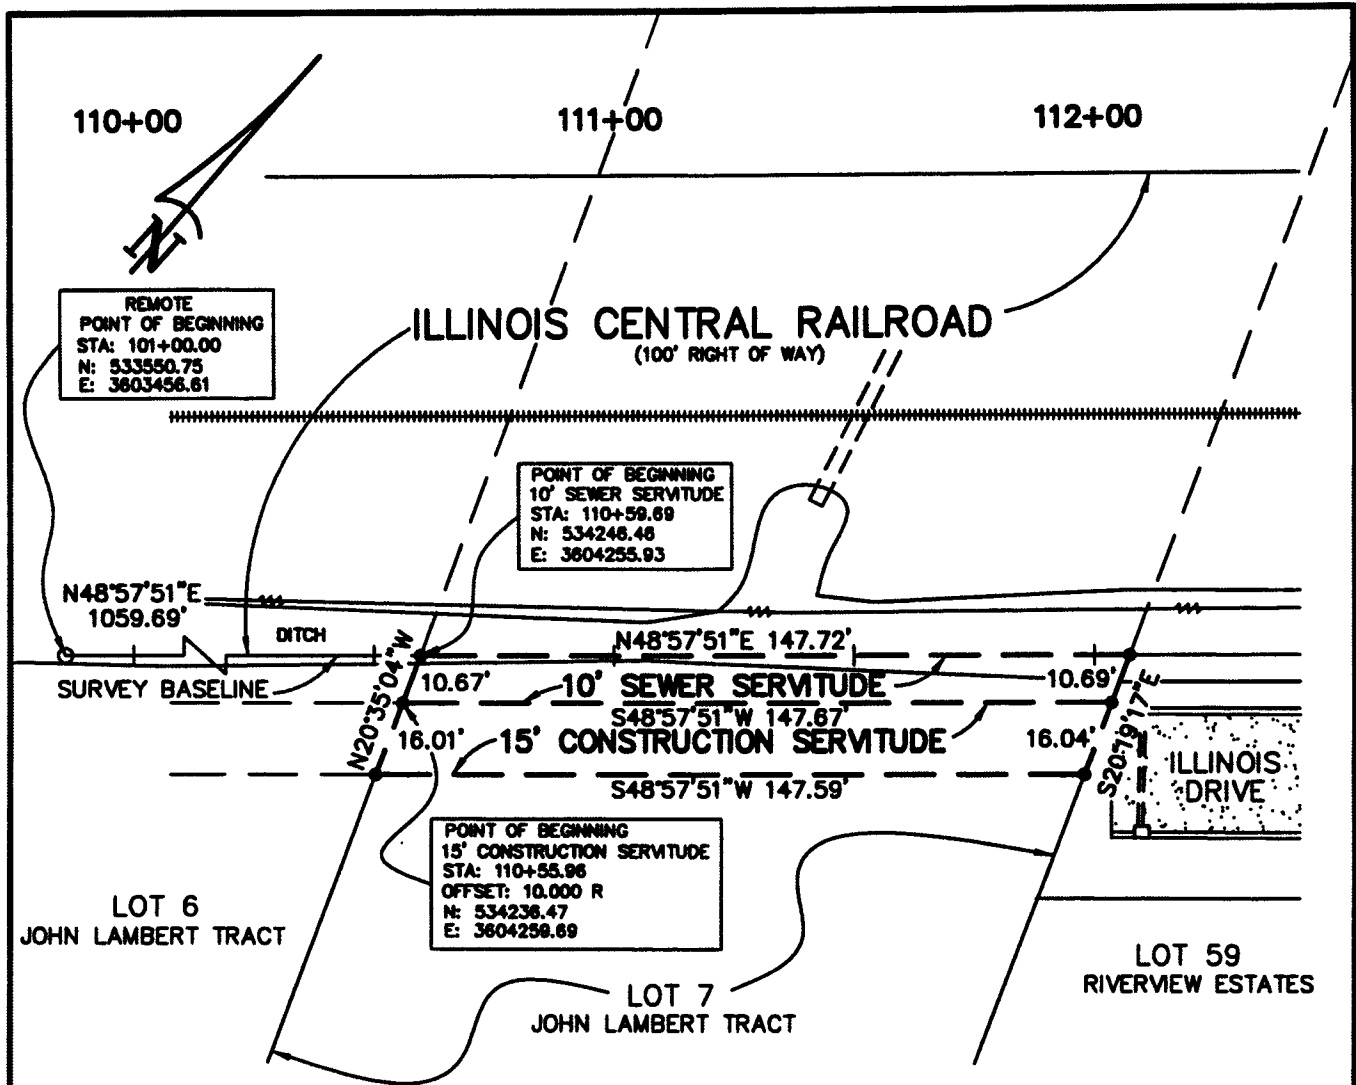 110+00
111+00
112+00
N
REMOTE
POINT OF BEGINNING
STA: 101+00.00
N: 533550.75
E: 3603456.61
ILLINOIS CENTRAL RAILROAD
(100' RIGHT OF WAY)
POINT OF BEGINNING
10' SEWER SERVITUDE
STA: 110+59.69
N: 534246.46
E: 3604255.93
N48°57'51"E
1059.69'
DITCH
N48°57'51"E 147.72'
SURVEY BASELINE
N20°35'04"W
10.67'
10' SEWER SERVITUDE
10.69'
S48°57'51"W 147.67'
16.01'
15' CONSTRUCTION SERVITUDE
16.04'
S20°19'17"E
ILLINOIS
DRIVE
S48°57'51"W 147.59'
POINT OF BEGINNING
15' CONSTRUCTION SERVITUDE
STA: 110+55.96
OFFSET: 10.000 R
N: 534236.47
E: 3604259.69
LOT 6
JOHN LAMBERT TRACT
LOT 7
JOHN LAMBERT TRACT
LOT 59
RIVERVIEW ESTATES